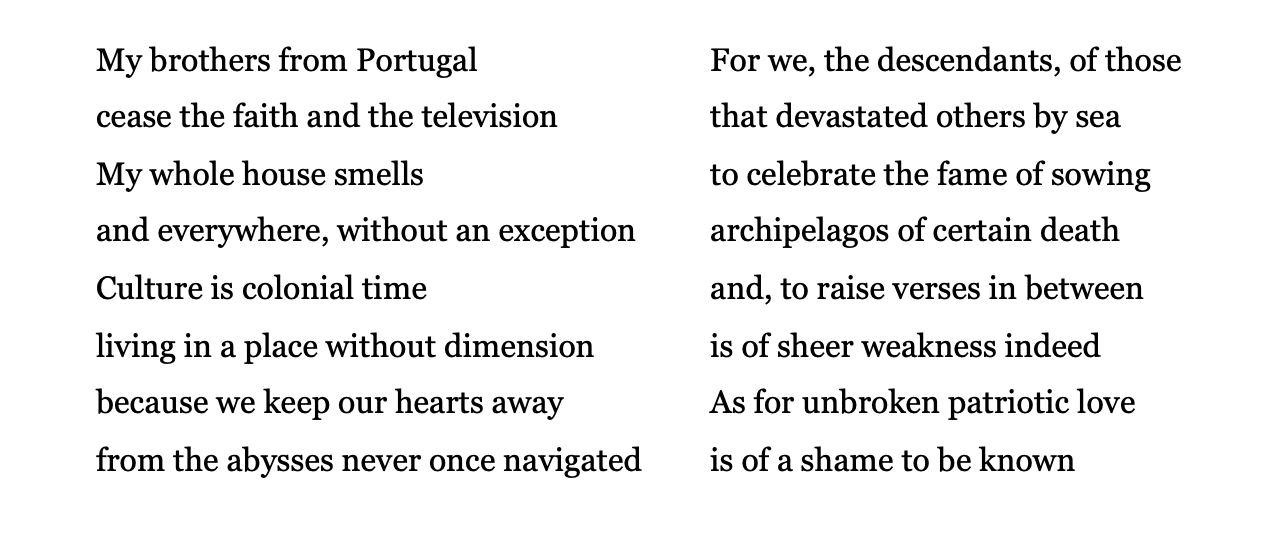 My brothers from Portugal
cease the faith and the television
My whole house smells
and everywhere, without an exception
Culture is colonial time
living in a place without dimension
because we keep our hearts away
from the abysses never once navigated
For we, the descendants, of those
that devastated others by sea
to celebrate the fame of sowing
archipelagos of certain death
and, to raise verses in between
is of sheer weakness indeed
As for unbroken patriotic love
is of a shame to be known